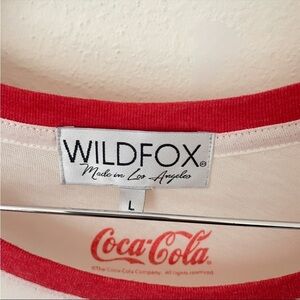 WILDFOX®
Made in Los Angeles
L
Coca-Cola
©The Coca-Cola Company. All rights reserved.